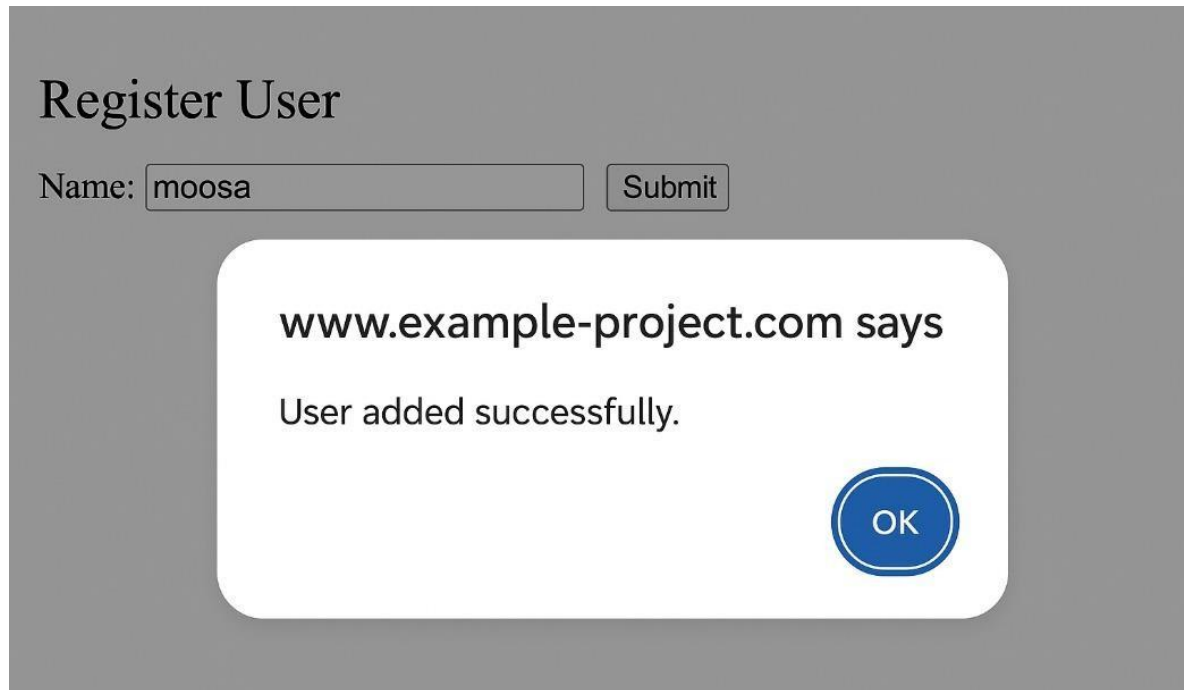 Register User
Name: moosa Submit
www.example-project.com says
User added successfully.
OK